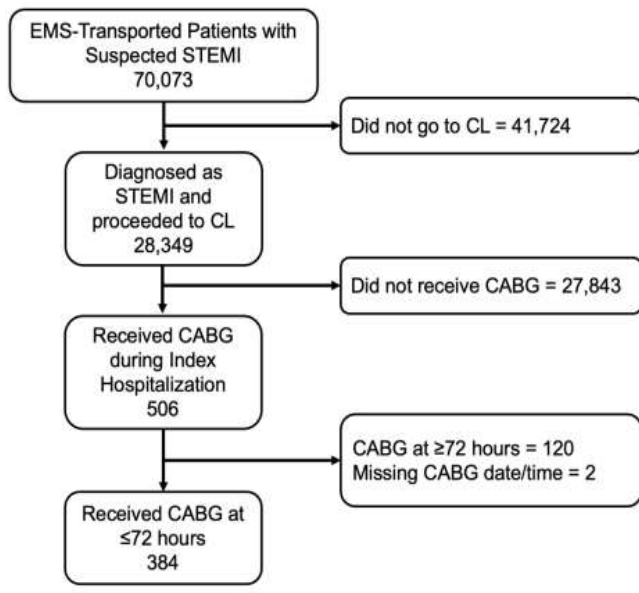 EMS-Transported Patients with
Suspected STEMI
70,073
Did not go to CL = 41,724
Diagnosed as
STEMI and
proceeded to CL
28,349
Did not receive CABG = 27,843
Received CABG
during Index
Hospitalization
506
CABG at ≥72 hours = 120
Missing CABG date/time = 2
Received CABG at
≤72 hours
384